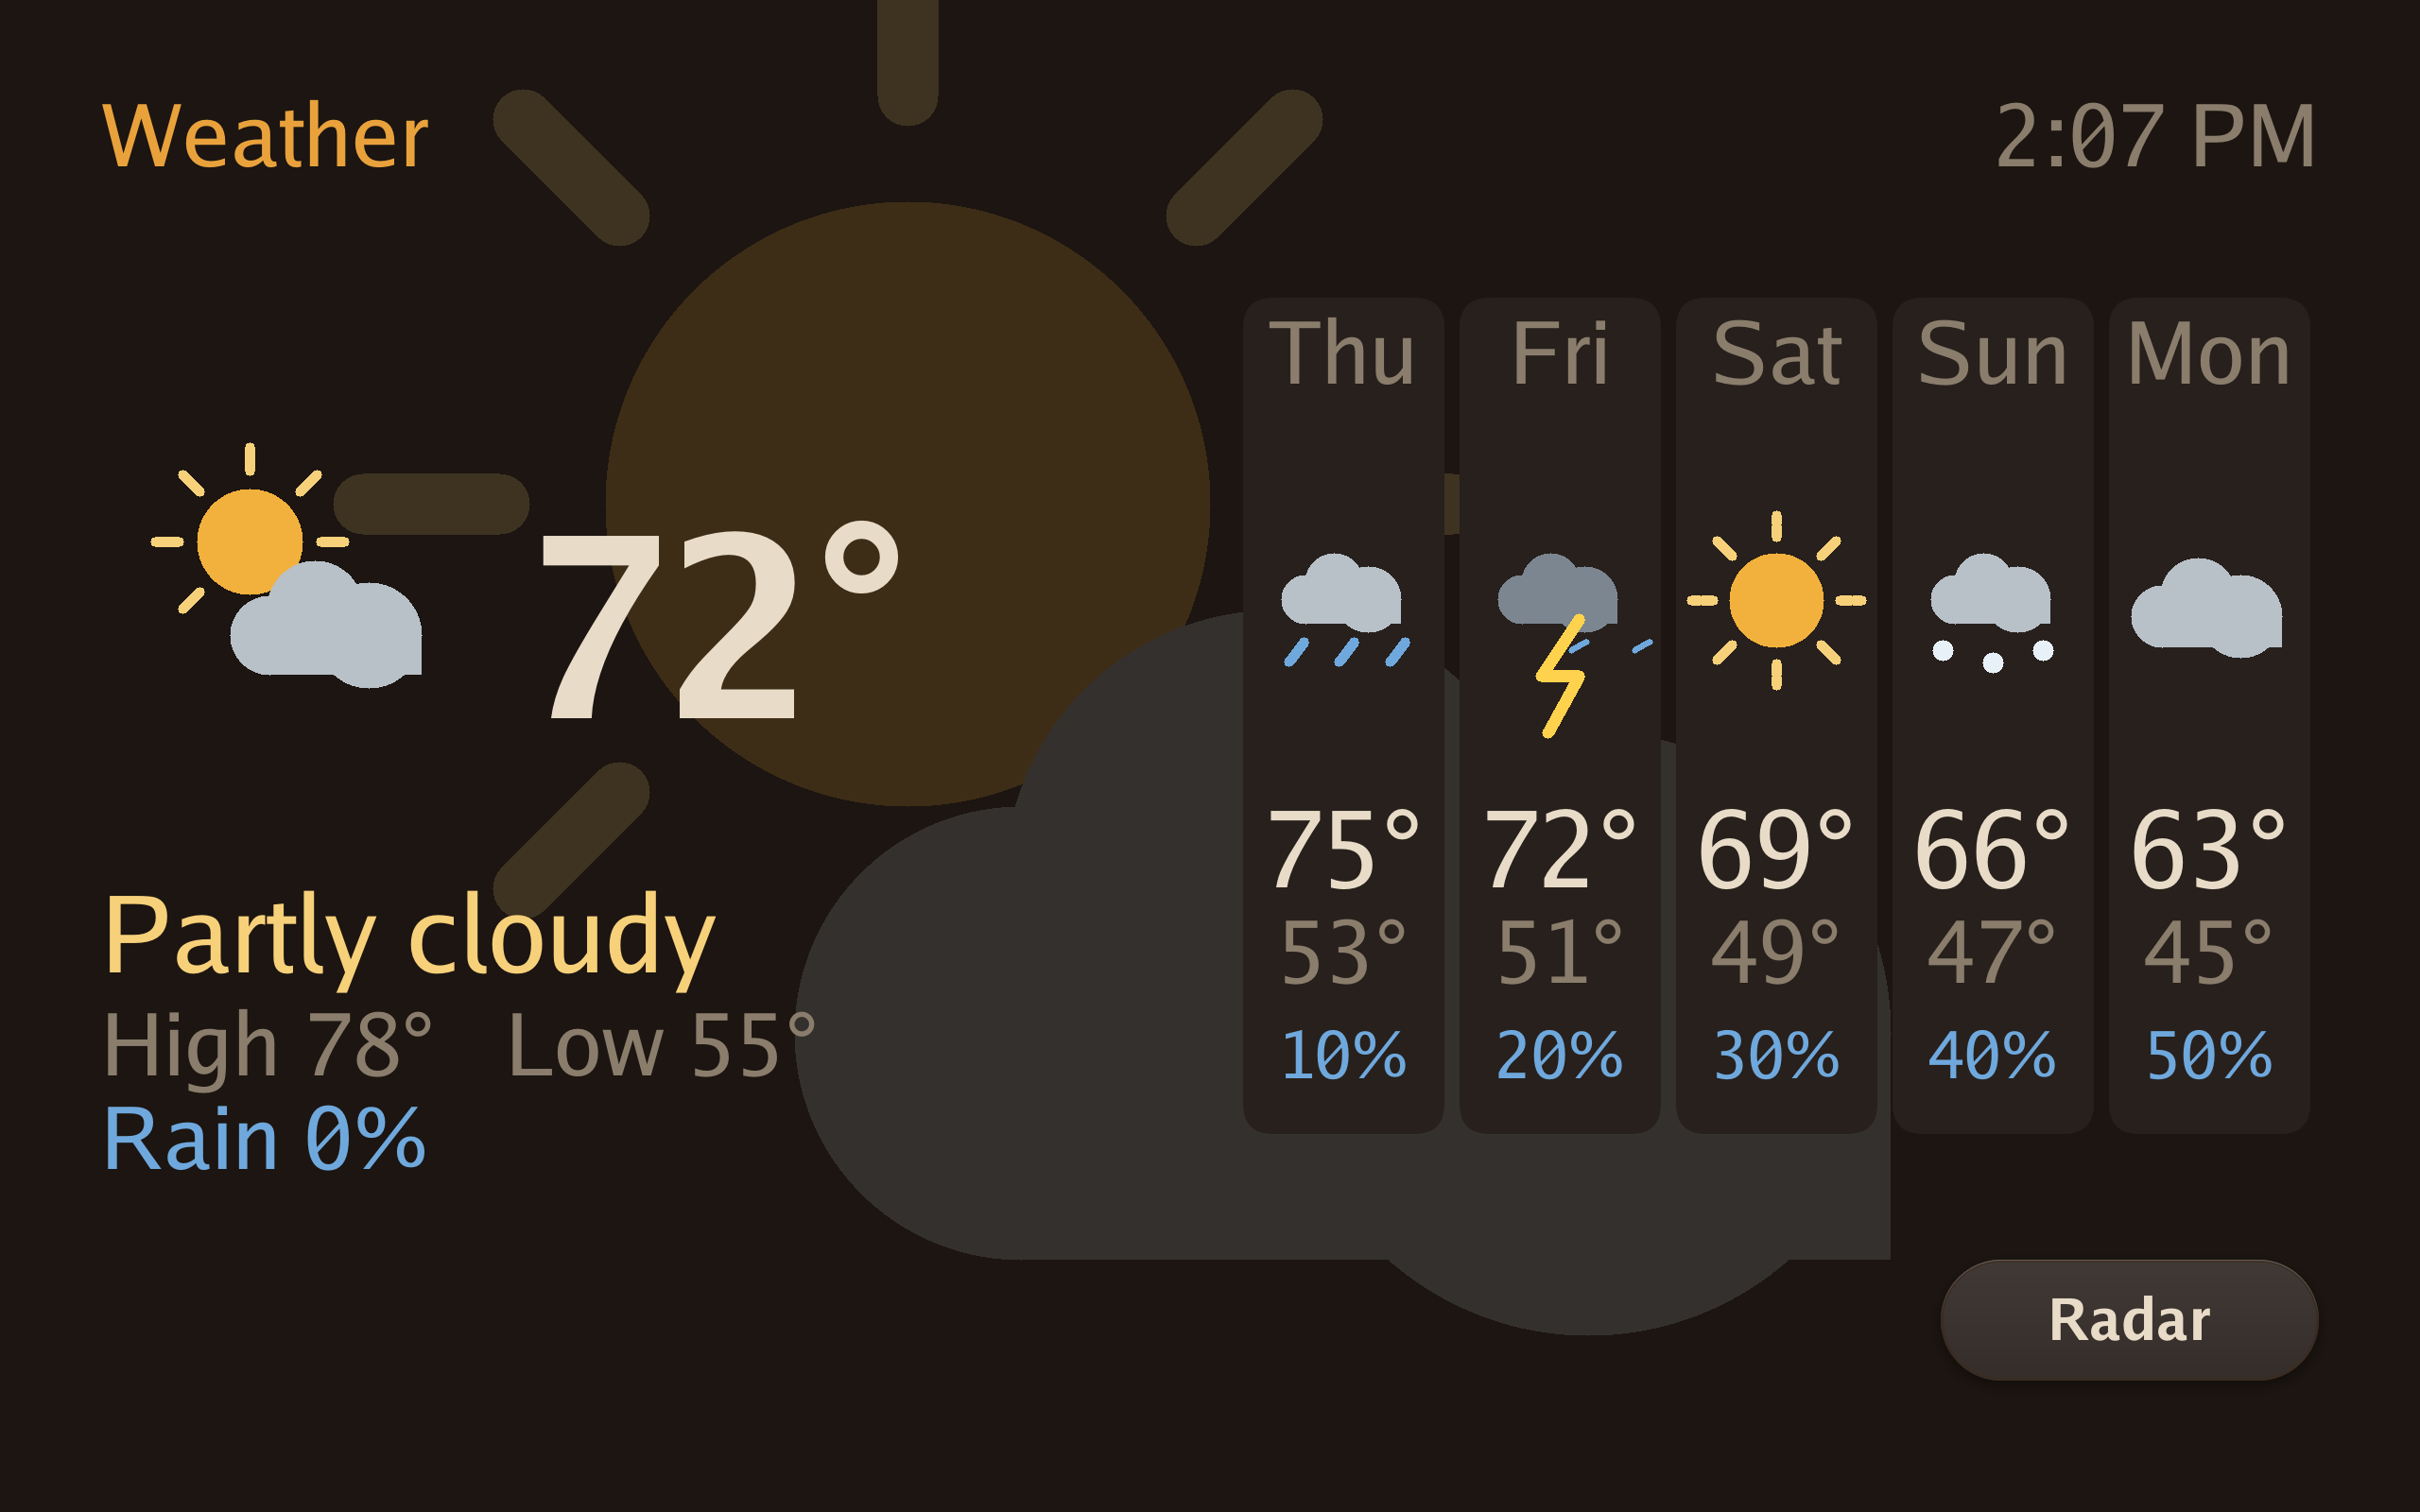 Weather
2:07 PM
72°
Partly cloudy
High 78° Low 55°
Rain 0%
Thu Fri Sat Sun Mon
75° 72° 69° 66° 63°
53° 51° 49° 47° 45°
10% 20% 30% 40% 50%
Radar